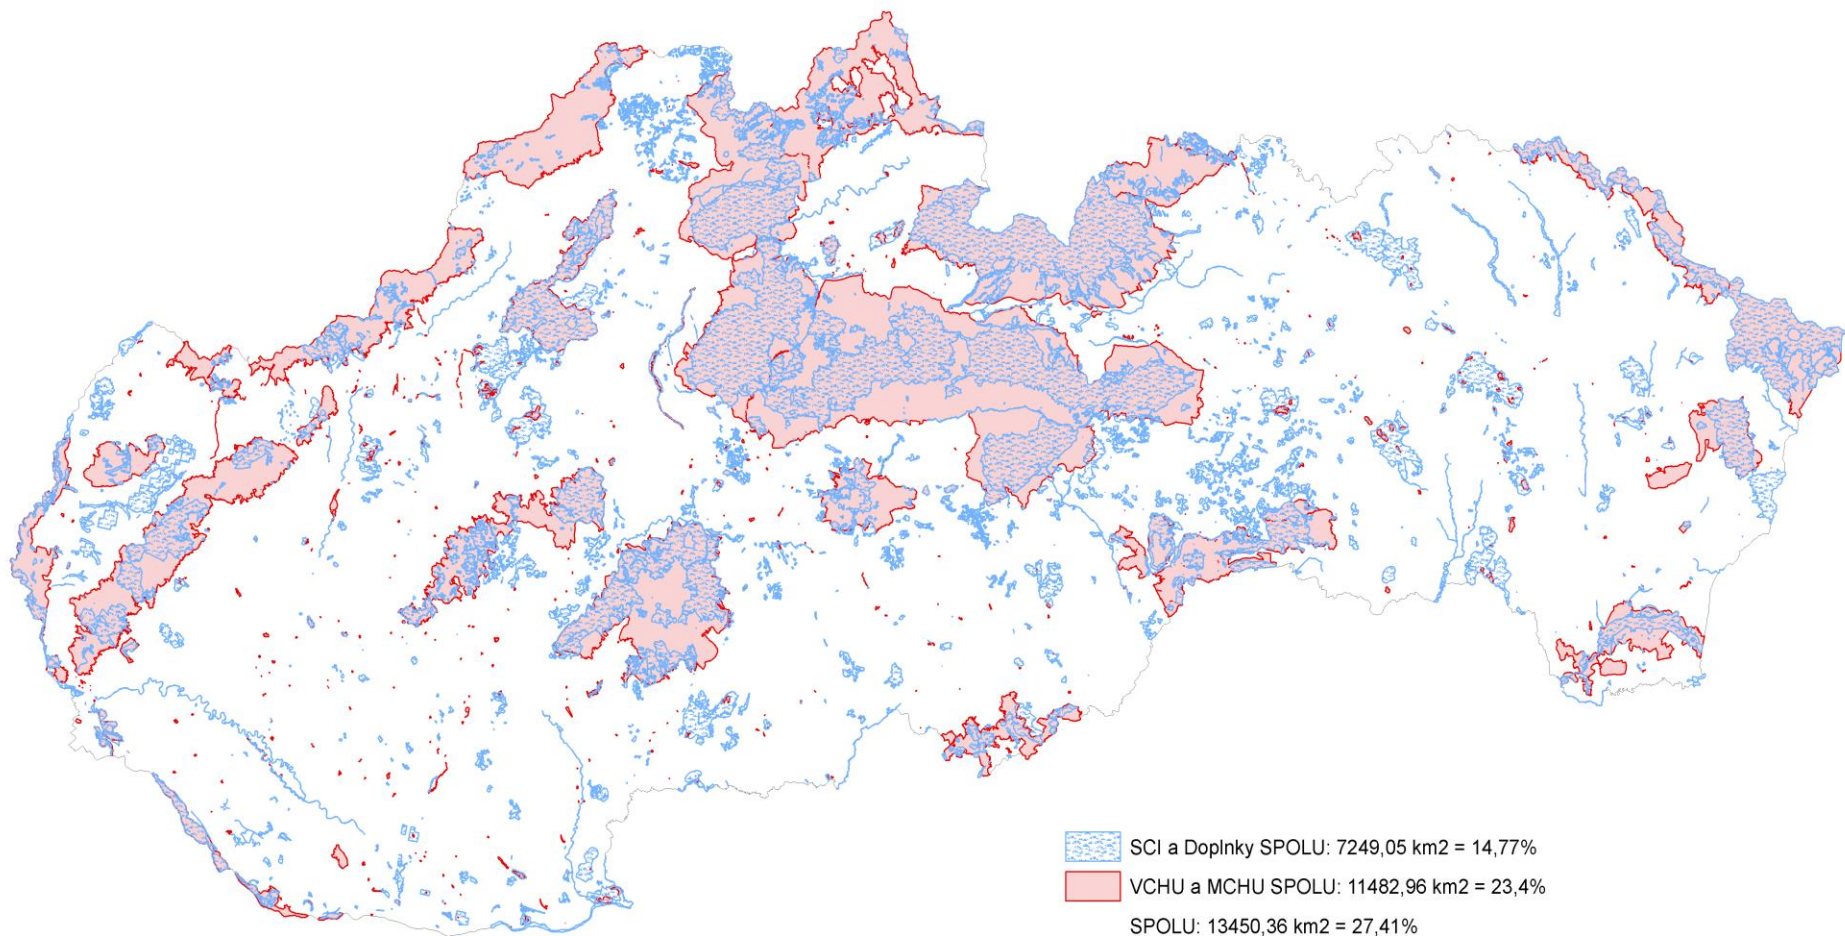 SCI a Doplnky SPOLU: 7249,05 km2 = 14,77%
VCHU a MCHU SPOLU: 11482,96 km2 = 23,4%
SPOLU: 13450,36 km2 = 27,41%